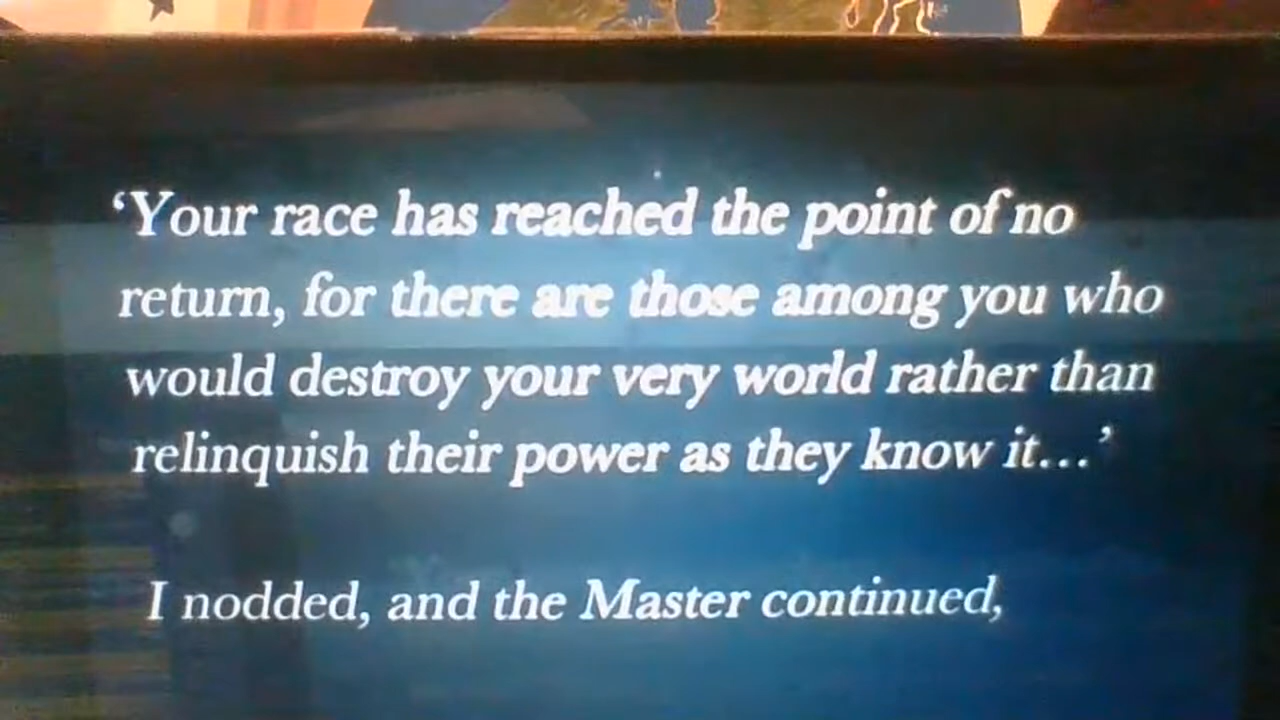 ‘Your race has reached the point of no
return, for there are those among you who
would destroy your very world rather than
relinquish their power as they know it...’
I nodded, and the Master continued,